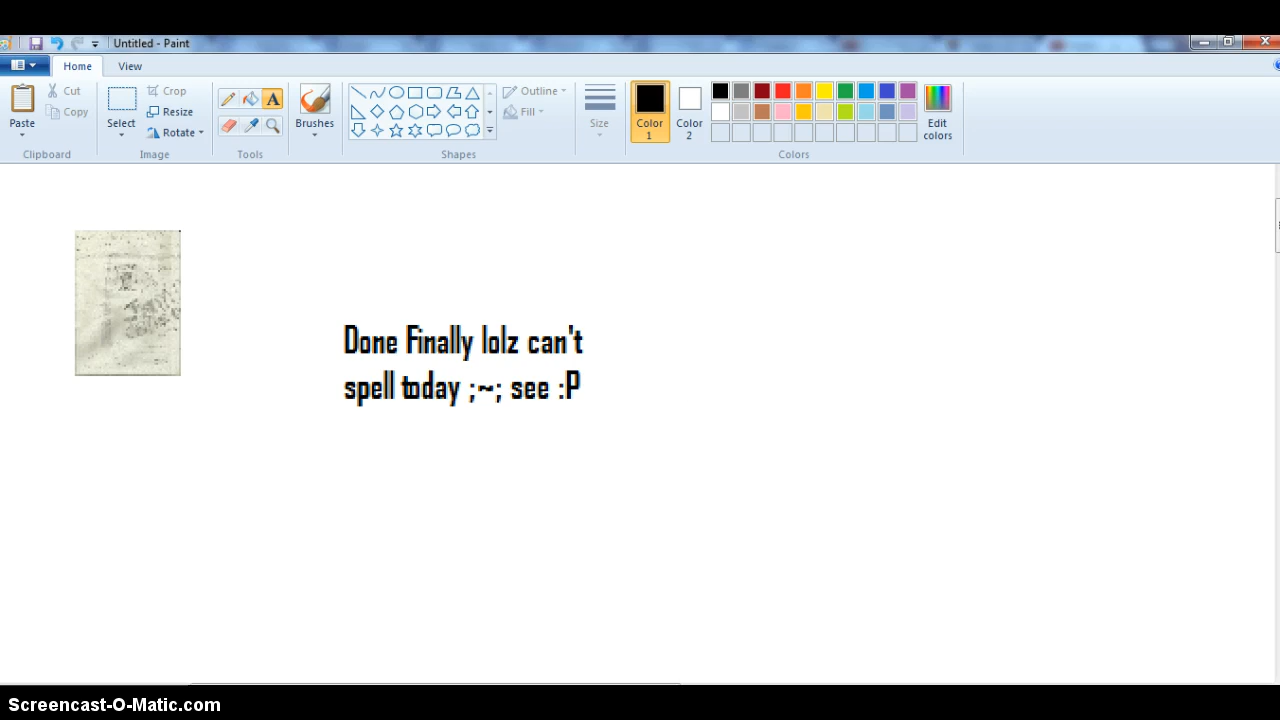 Untitled - Paint
Home View
Paste
Cut
Copy
Clipboard
Select
Crop
Resize
Rotate
Image
A
Tools
Brushes
Shapes
Outline
Fill
Size
Color 1
Color 2
Edit colors
Colors
Done Finally lolz can't
spell today ;~; see :P
Screencast-O-Matic.com